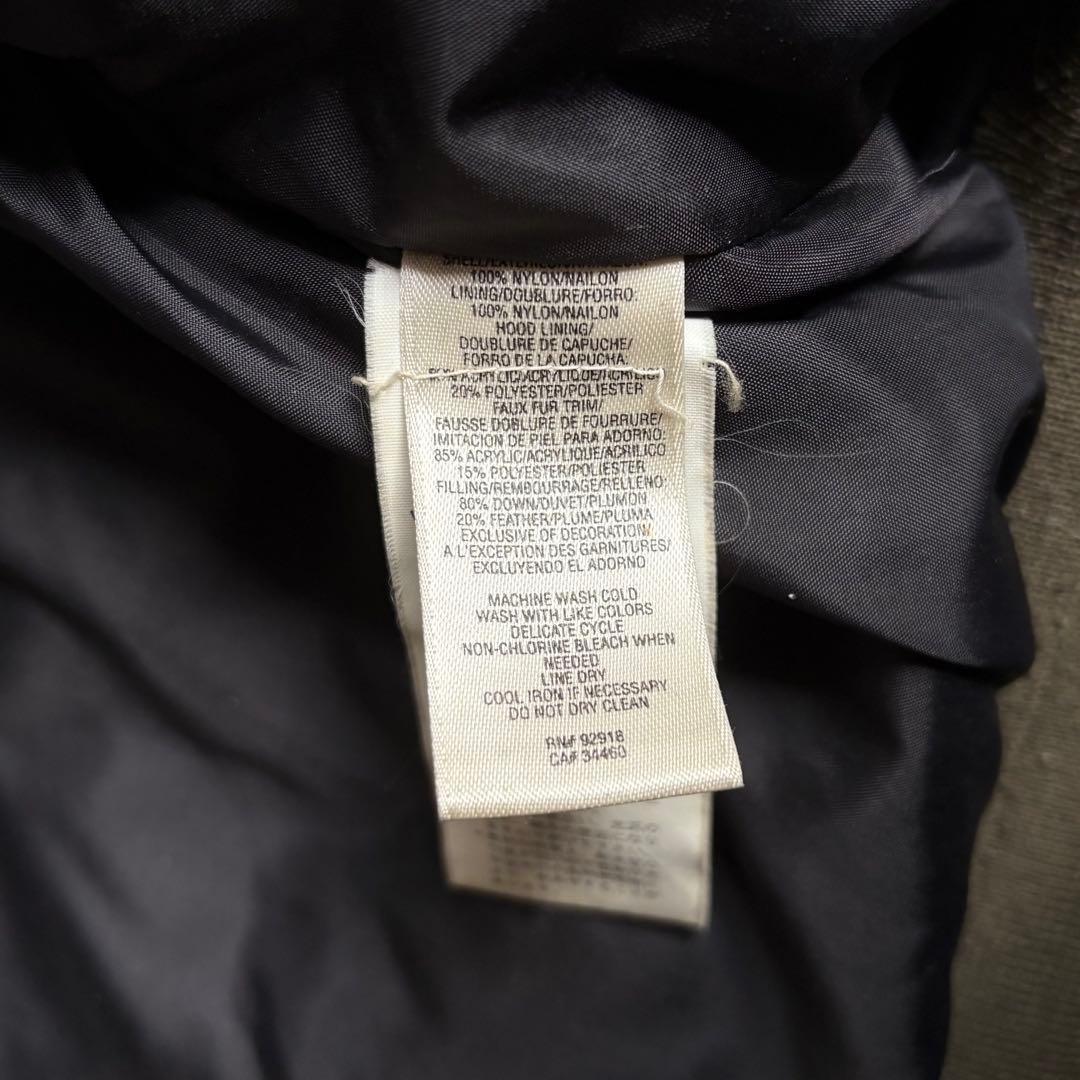 100% NYLON/NAILON
LINING/DOUBLURE/FORRO:
100% NYLON/NAILON
HOOD LINING/
DOUBLURE DE CAPUCHE/
FORRO DE LA CAPUCHA:
ACRYLIC/ACRYLIQUE/ACRILICO
20% POLYESTER/POLIESTER
FAUX FUR TRIM/
FAUSSE DOBLURE DE FOURRURE/
IMITACION DE PIEL PARA ADORNO:
85% ACRYLIC/ACRYLIQUE/ACRILICO
15% POLYESTER/POLIESTER
FILLING/REMBOURRAGE/RELLENO:
80% DOWN/DUVET/PLUMON
20% FEATHER/PLUME/PLUMA
EXCLUSIVE OF DECORATION
A L'EXCEPTION DES GARNITURES/
EXCLUYENDO EL ADORNO
MACHINE WASH COLD
WASH WITH LIKE COLORS
DELICATE CYCLE
NON-CHLORINE BLEACH WHEN
NEEDED
LINE DRY
COOL IRON IF NECESSARY
DO NOT DRY CLEAN
RN# 92918
CA# 34460